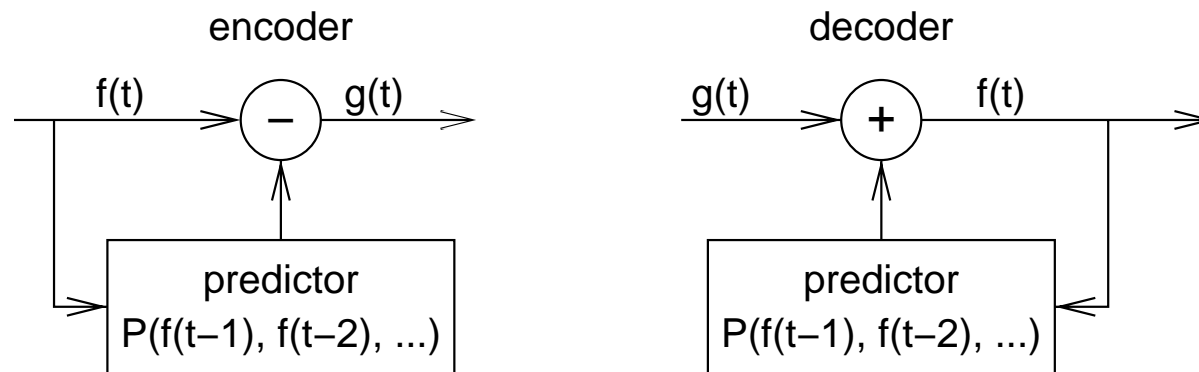 encoder
f(t)
−
g(t)
predictor
P(f(t−1), f(t−2), ...)
decoder
g(t)
+
f(t)
predictor
P(f(t−1), f(t−2), ...)